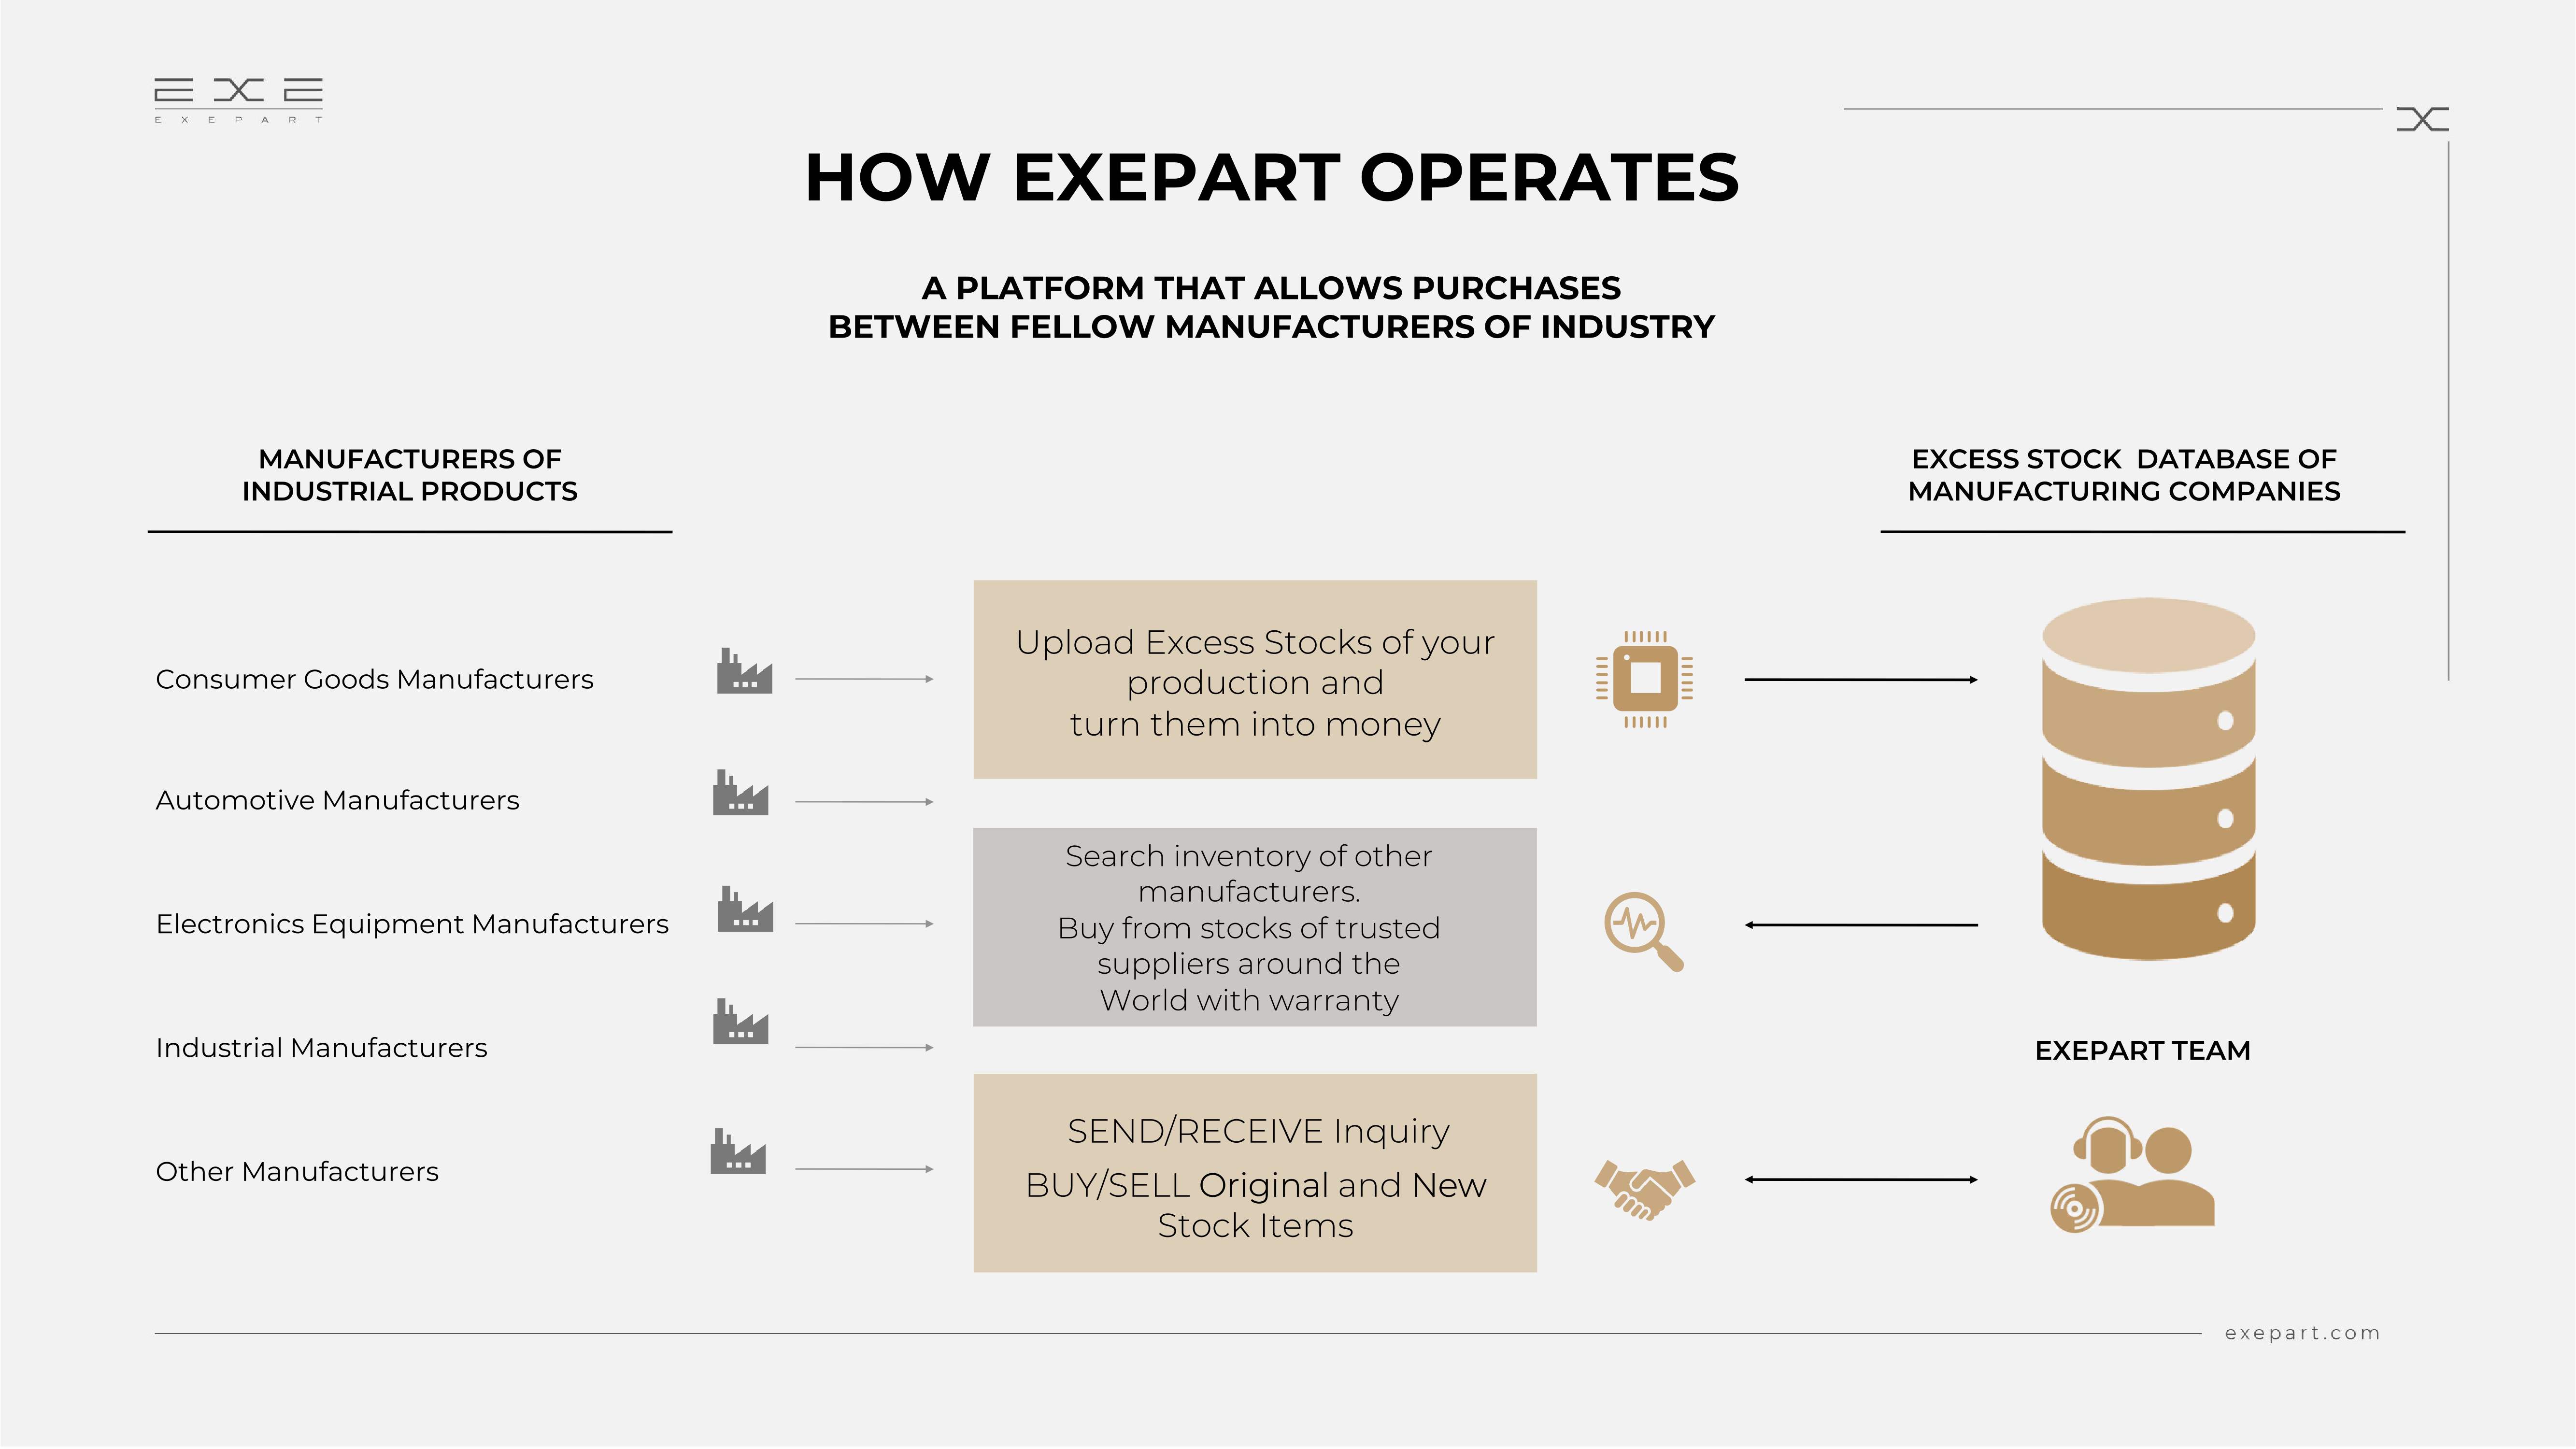 EXE
EXEPART
HOW EXEPART OPERATES
A PLATFORM THAT ALLOWS PURCHASES
BETWEEN FELLOW MANUFACTURERS OF INDUSTRY
MANUFACTURERS OF
INDUSTRIAL PRODUCTS
EXCESS STOCK  DATABASE OF
MANUFACTURING COMPANIES
Consumer Goods Manufacturers
Automotive Manufacturers
Electronics Equipment Manufacturers
Industrial Manufacturers
Other Manufacturers
Upload Excess Stocks of your
production and
turn them into money
Search inventory of other
manufacturers.
Buy from stocks of trusted
suppliers around the
World with warranty
SEND/RECEIVE Inquiry
BUY/SELL Original and New
Stock Items
EXEPART TEAM
exepart.com